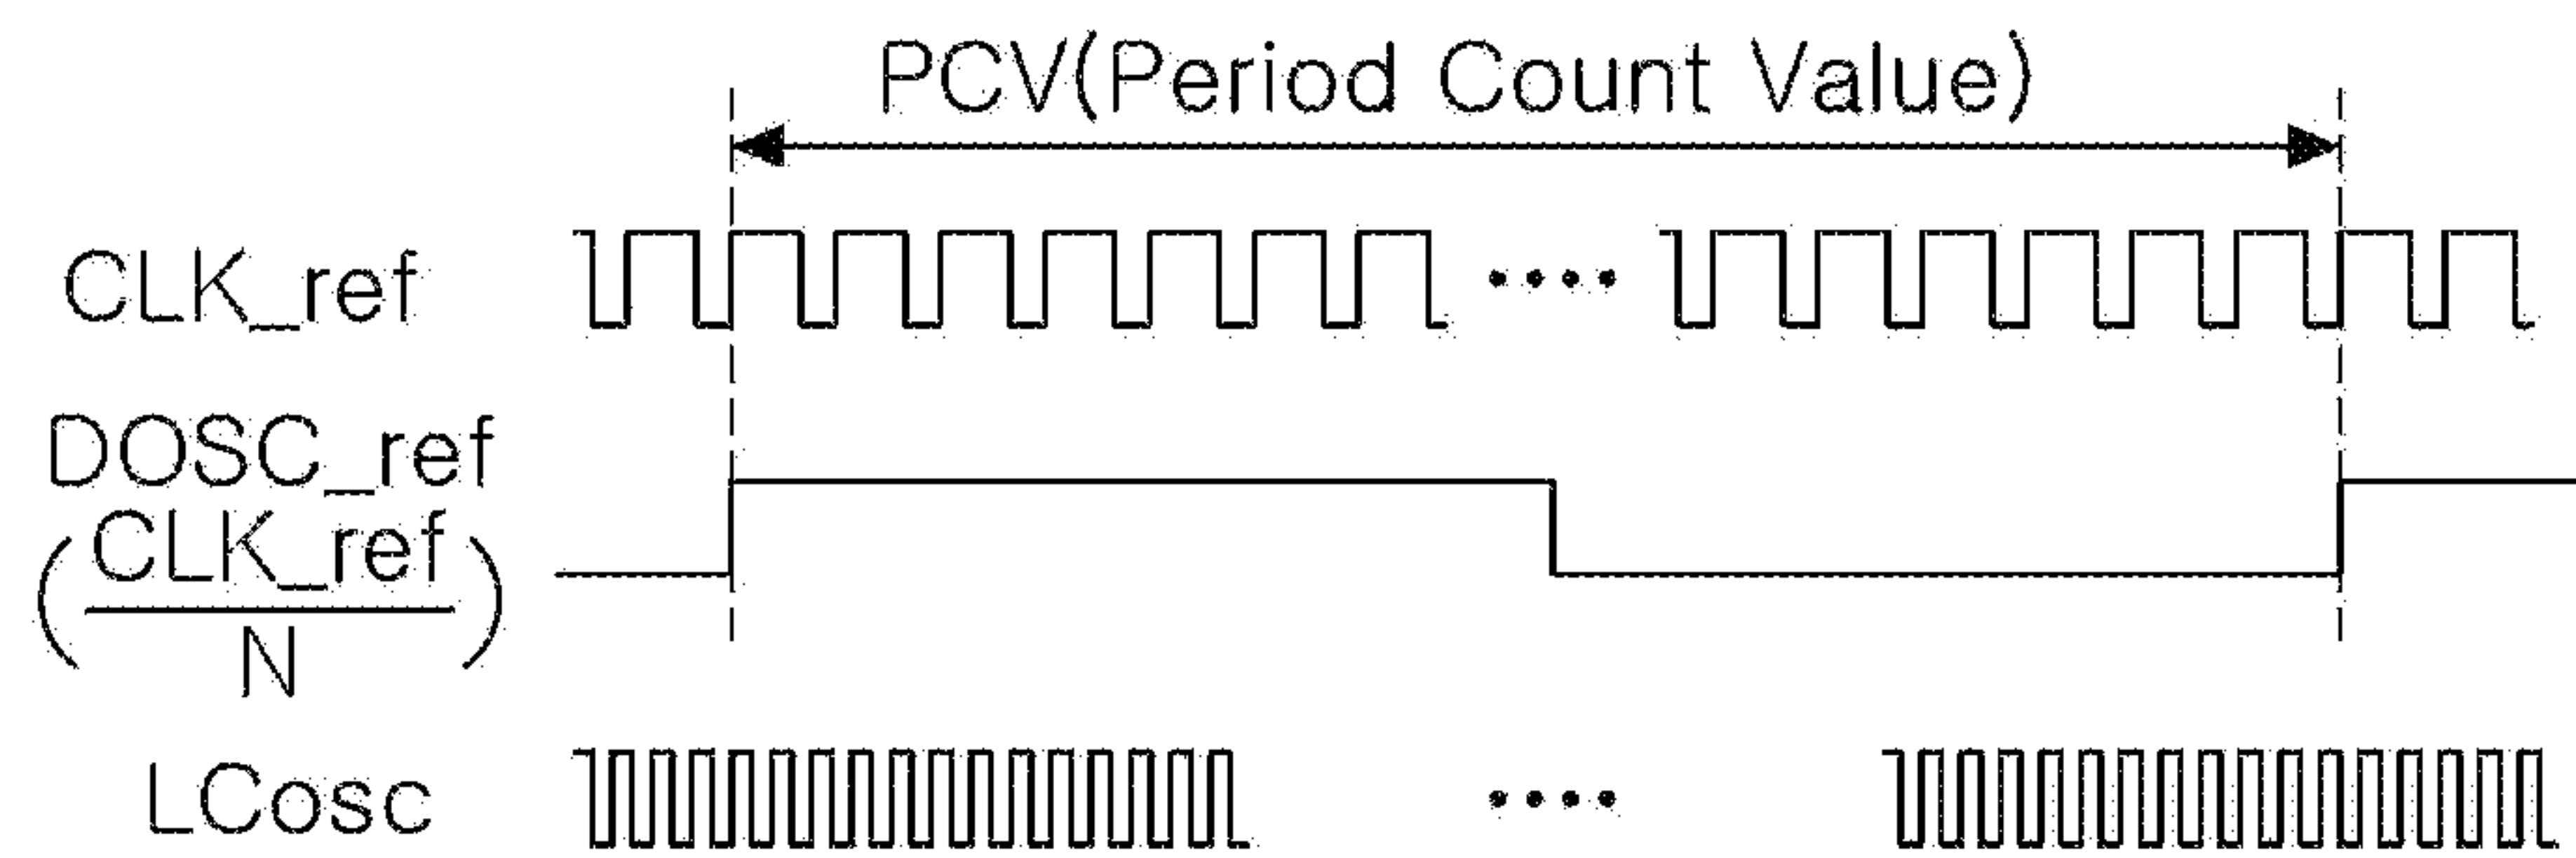 PCV(Period Count Value)
CLK_ref
DOSC_ref
(CLK_ref
N)
LCosc